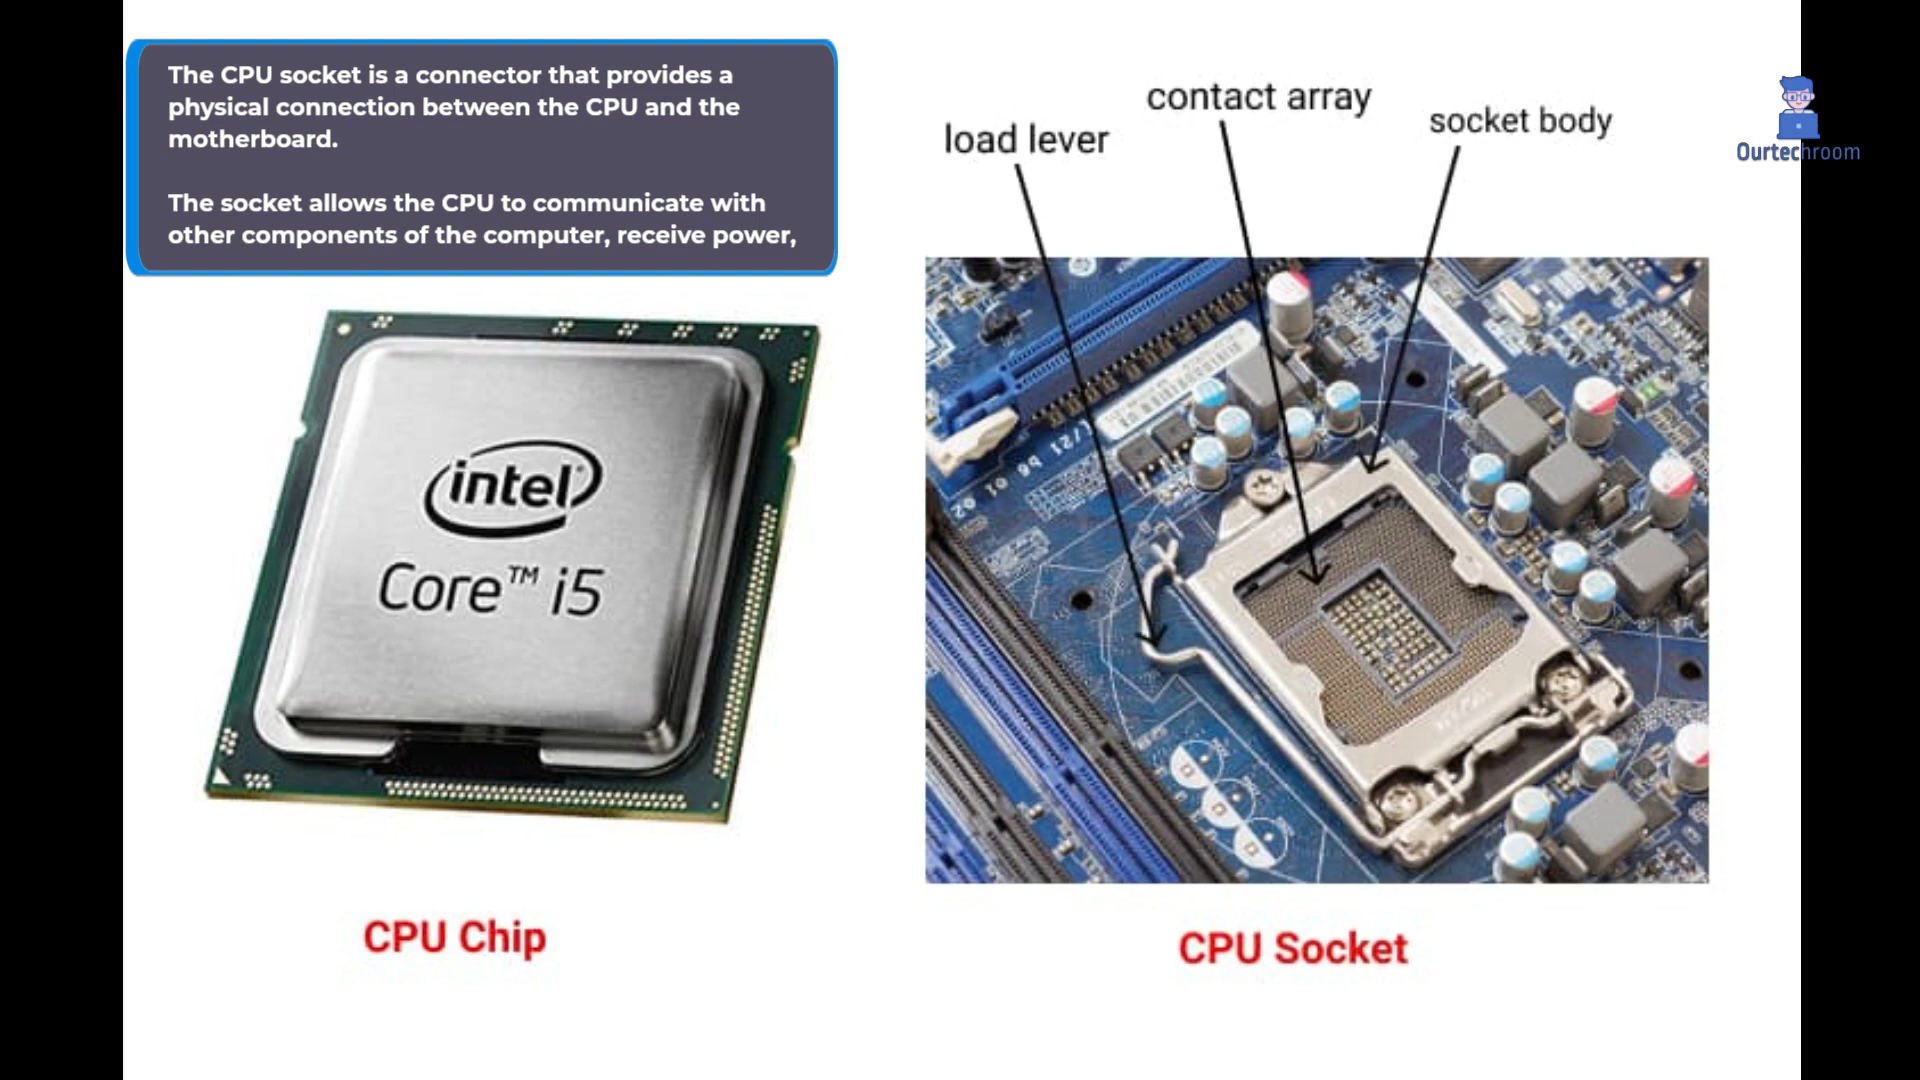 The CPU socket is a connector that provides a
physical connection between the CPU and the
motherboard.
The socket allows the CPU to communicate with
other components of the computer, receive power,
load lever
contact array
socket body
Ourtechroom
intel
Core™ i5
CPU Chip
CPU Socket